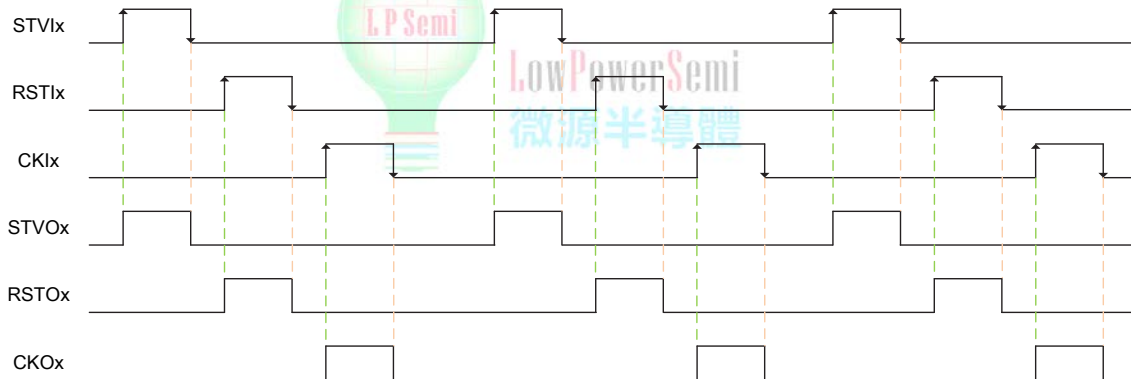 STVIx
L P Semi
LowPowerSemi
RSTIx
微源半導體
CKIx
STVOx
RSTOx
CKOx